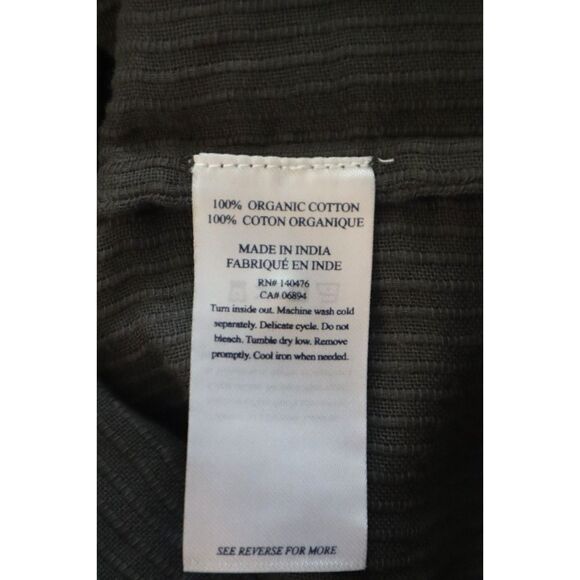 100% ORGANIC COTTON
100% COTON ORGANIQUE
MADE IN INDIA
FABRIQUÉ EN INDE
RN# 140476
CA# 06894
Turn inside out. Machine wash cold
separately. Delicate cycle. Do not
bleach. Tumble dry low. Remove
promptly. Cool iron when needed.
SEE REVERSE FOR MORE